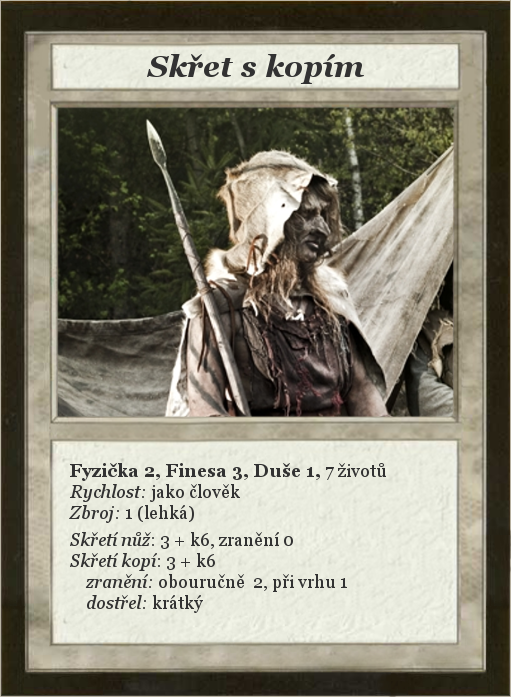 Skřet s kopím
Fyzička 2, Finesa 3, Duše 1, 7 životů
Rychlost: jako člověk
Zbroj: 1 (lehká)
Skřetí nůž: 3 + k6, zranění 0
Skřetí kopí: 3 + k6
zranění: obouručně 2, při vrhu 1
dostřel: krátký